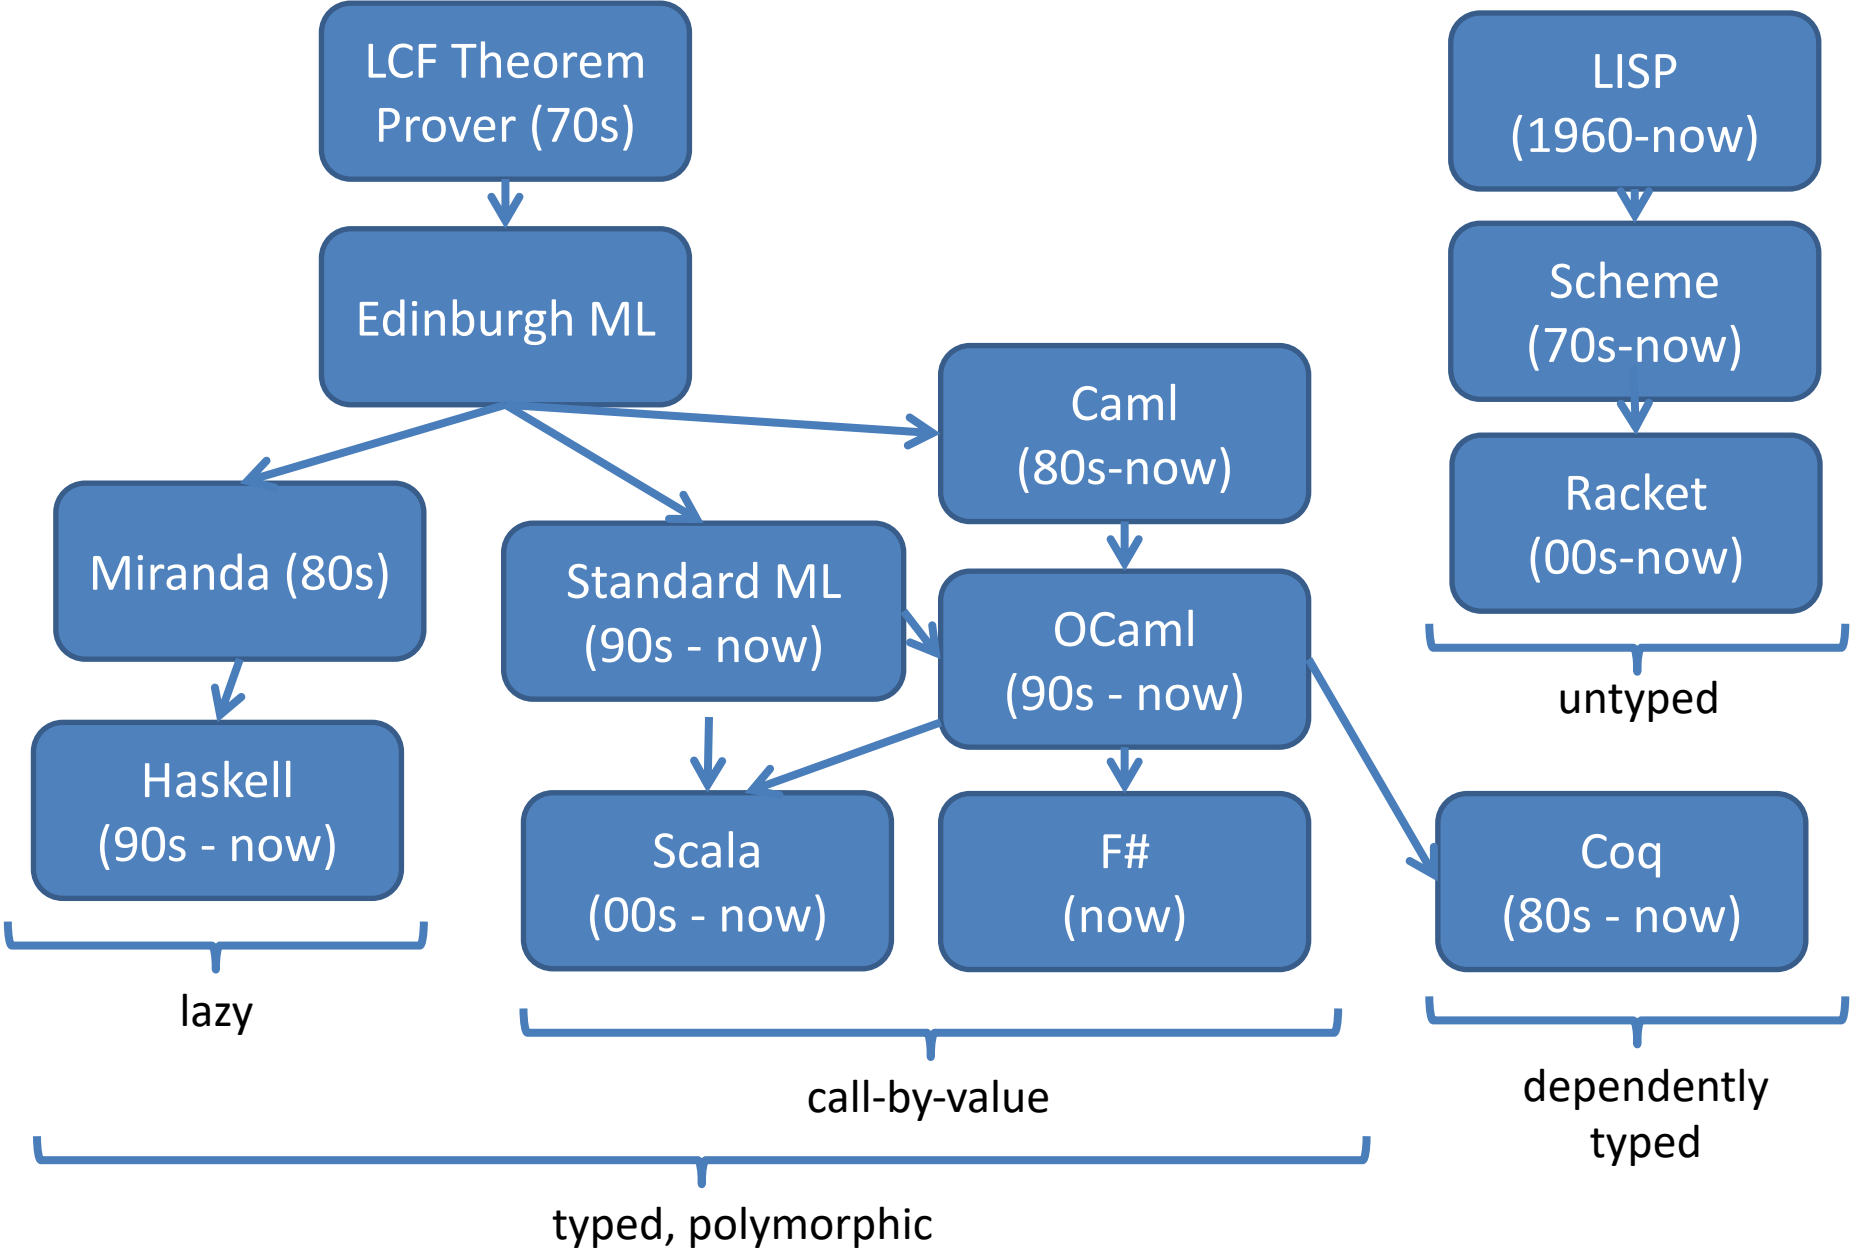 LCF Theorem
Prover (70s)
LISP
(1960-now)
Edinburgh ML
Scheme
(70s-now)
Caml
(80s-now)
Racket
(00s-now)
Miranda (80s)
Standard ML
(90s - now)
OCaml
(90s - now)
untyped
Haskell
(90s - now)
Scala
(00s - now)
F#
(now)
Coq
(80s - now)
lazy
call-by-value
dependently
typed
typed, polymorphic